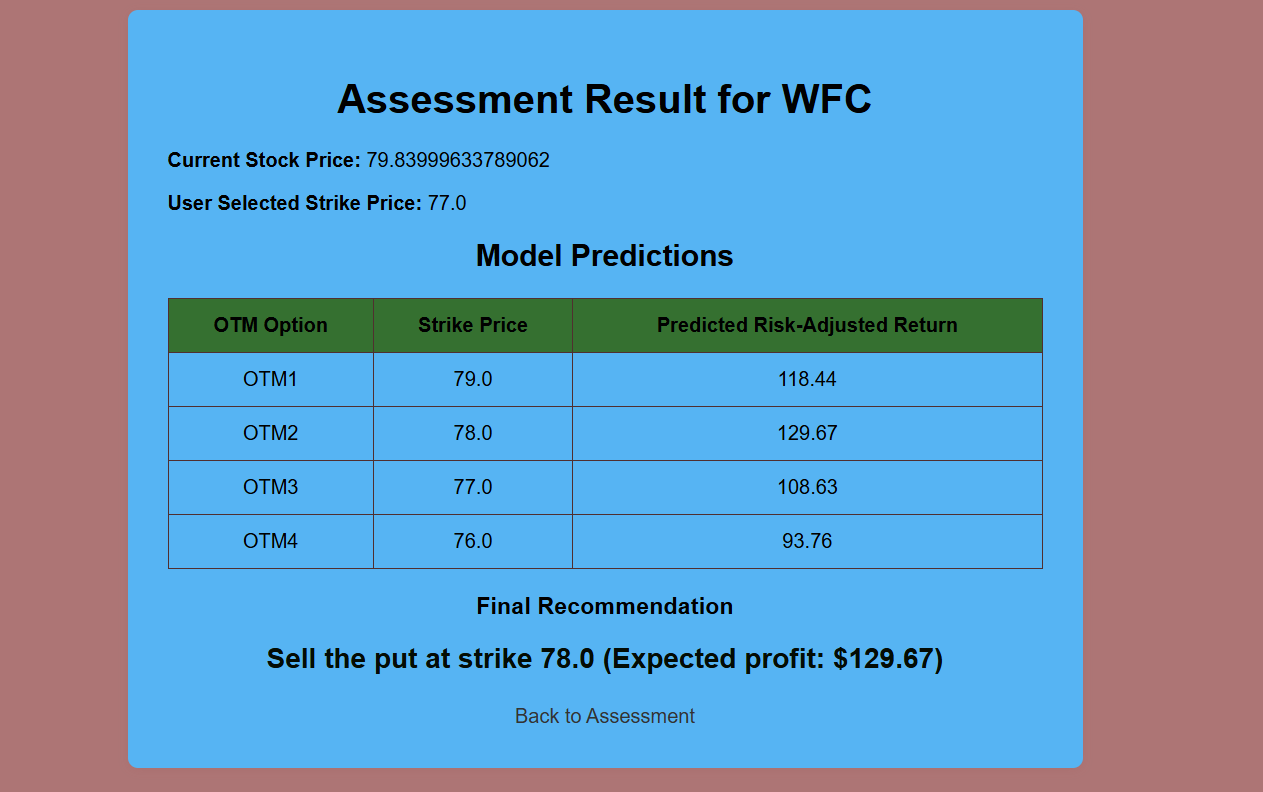 Assessment Result for WFC
Current Stock Price: 79.83999633789062
User Selected Strike Price: 77.0
Model Predictions
OTM Option Strike Price Predicted Risk-Adjusted Return
OTM1 79.0 118.44
OTM2 78.0 129.67
OTM3 77.0 108.63
OTM4 76.0 93.76
Final Recommendation
Sell the put at strike 78.0 (Expected profit: $129.67)
Back to Assessment